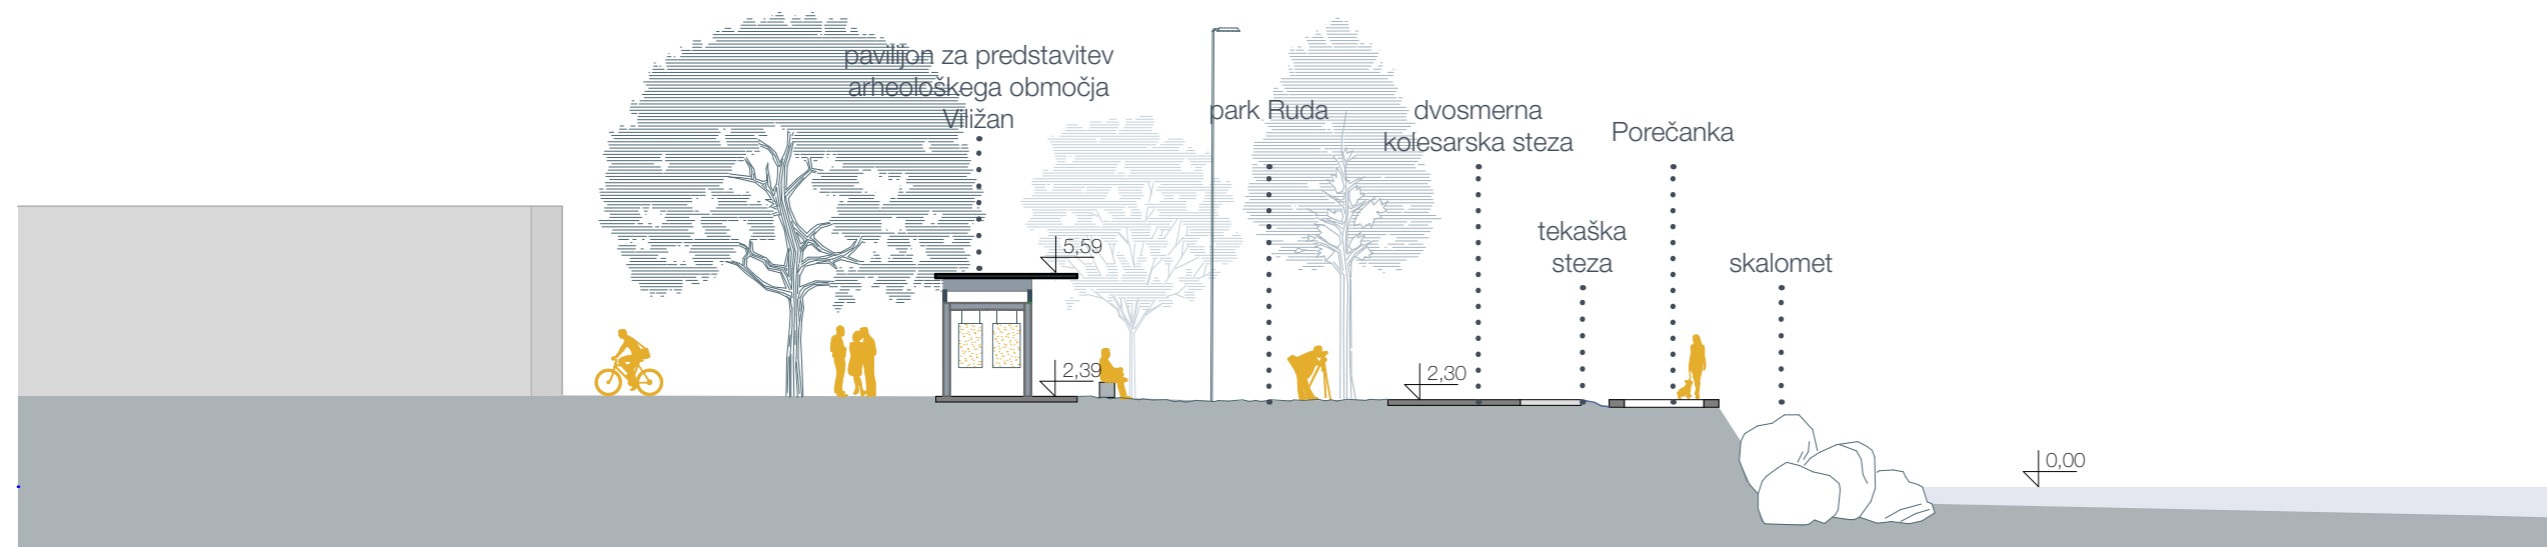 pavilijon za predstavitev
arheološkega območja
Viližan
park Ruda
dvosmerna
kolesarska steza
Porečanka
tekaška
steza
skalomet
5,59
2,39
2,30
0,00